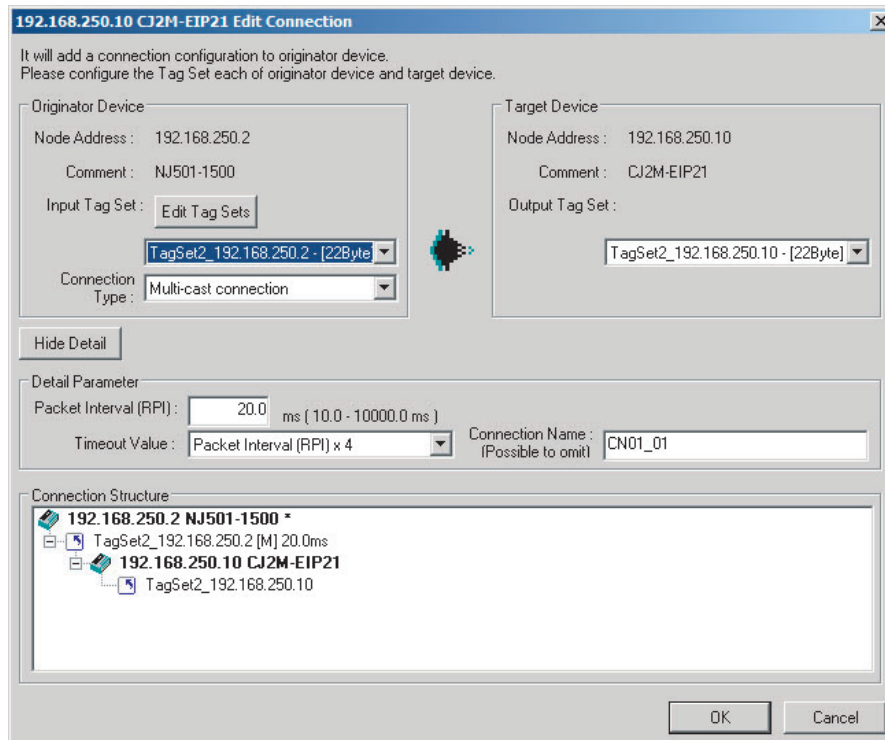 192.168.250.10 CJ2M-EIP21 Edit Connection
It will add a connection configuration to originator device.
Please configure the Tag Set each of originator device and target device.
Originator Device
Node Address : 192.168.250.2
Comment : NJ501-1500
Input Tag Set : Edit Tag Sets
TagSet2_192.168.250.2 - [22Byte]
Connection Type : Multi-cast connection
Target Device
Node Address : 192.168.250.10
Comment : CJ2M-EIP21
Output Tag Set :
TagSet2_192.168.250.10 - [22Byte]
Hide Detail
Detail Parameter
Packet Interval (RPI) : 20.0 ms ( 10.0 - 10000.0 ms )
Timeout Value : Packet Interval (RPI) x 4
Connection Name : (Possible to omit) CN01_01
Connection Structure
192.168.250.2 NJ501-1500 *
TagSet2_192.168.250.2 [M] 20.0ms
192.168.250.10 CJ2M-EIP21
TagSet2_192.168.250.10
OK
Cancel